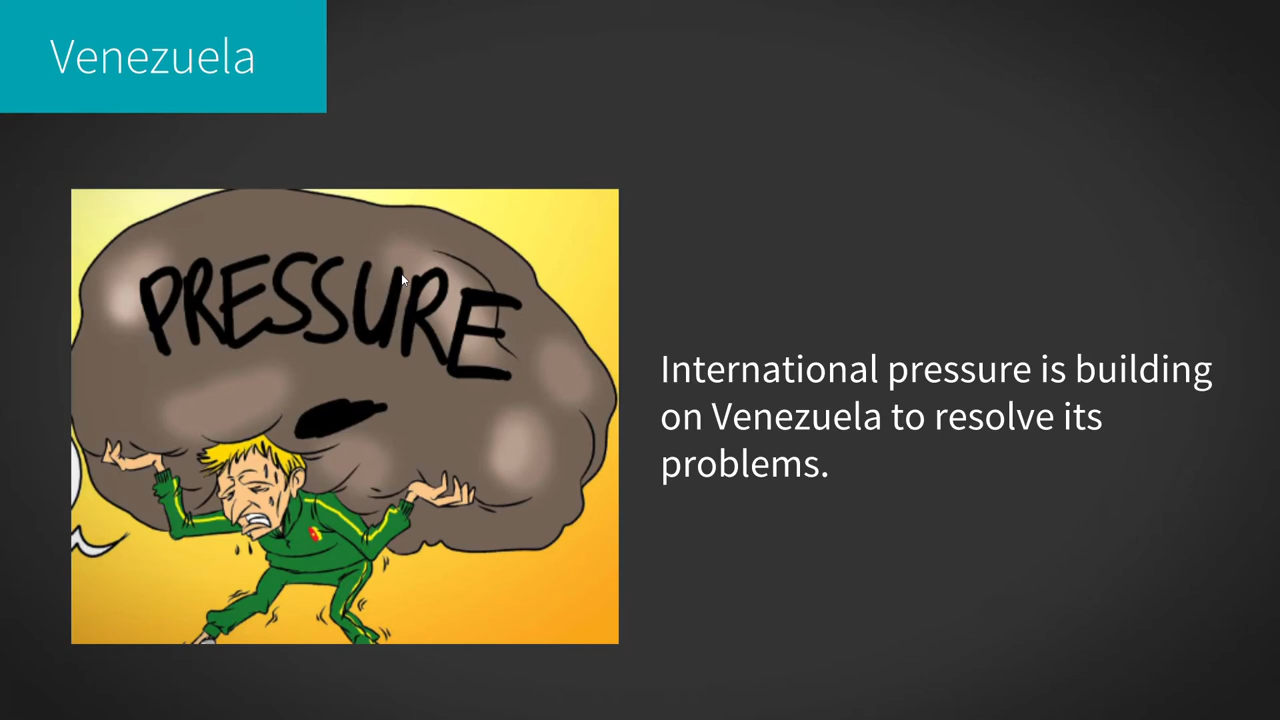 Venezuela
PRESSURE
International pressure is building
on Venezuela to resolve its
problems.